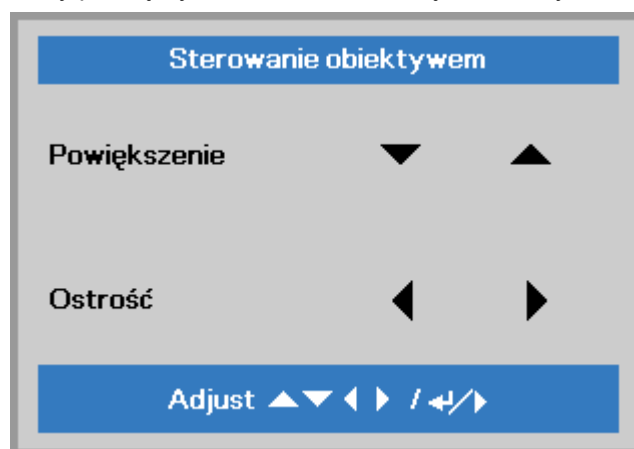 Sterowanie obiektywem
Powiększenie ▼ ▲
Ostrość ◀ ▶
Adjust ▲▼◀ ▶ / ↵/▶